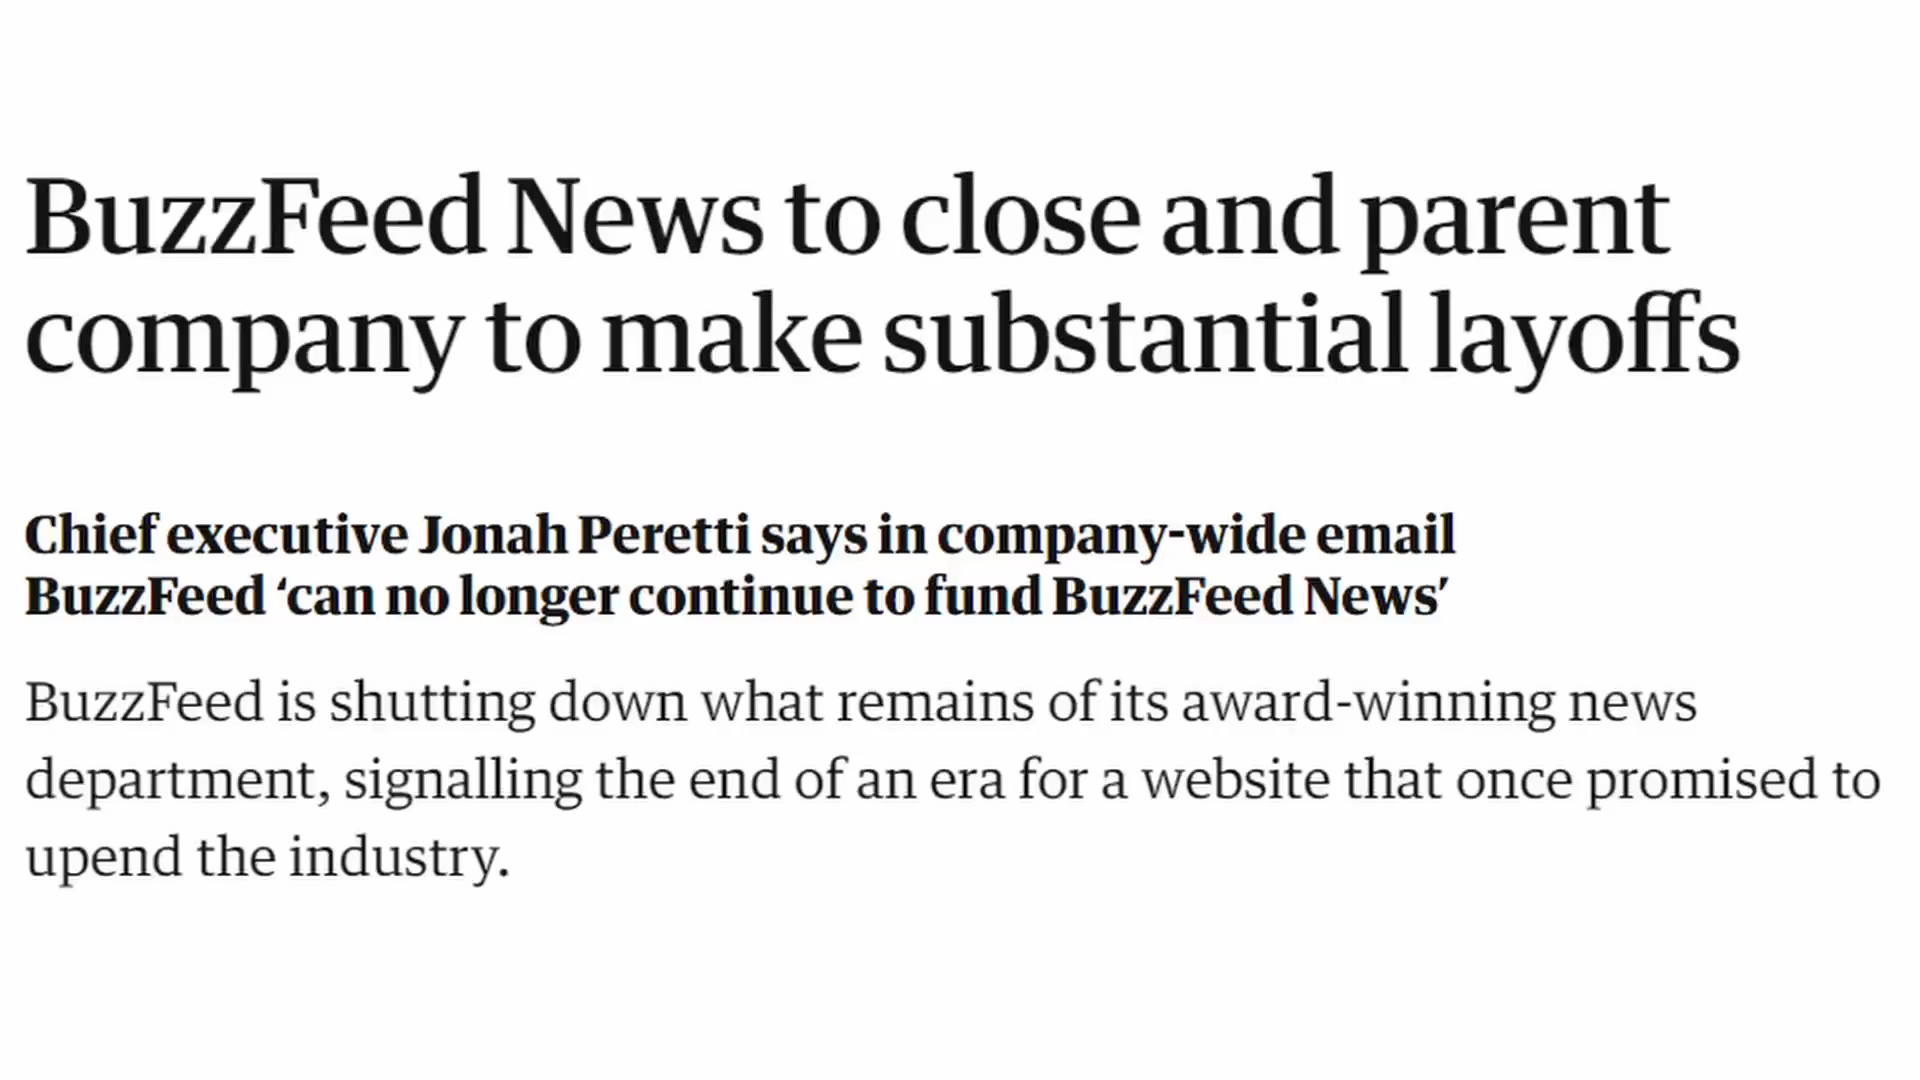 BuzzFeed News to close and parent
company to make substantial layoffs
Chief executive Jonah Peretti says in company-wide email
BuzzFeed ‘can no longer continue to fund BuzzFeed News’
BuzzFeed is shutting down what remains of its award-winning news
department, signalling the end of an era for a website that once promised to
upend the industry.